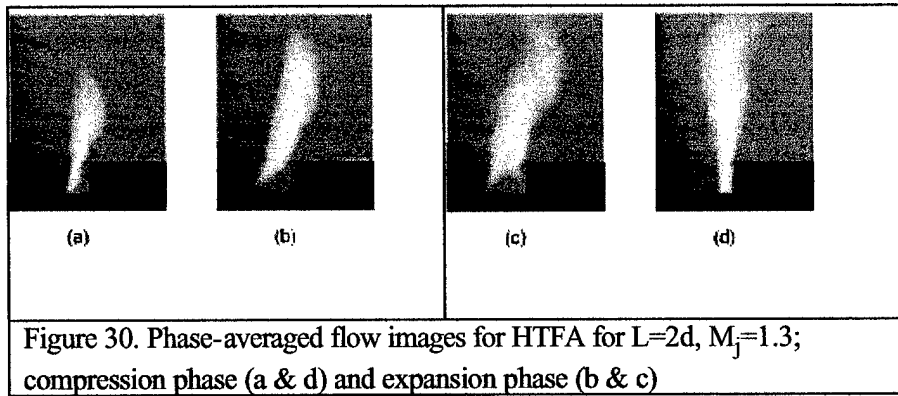 (a) (b) (c) (d)
Figure 30. Phase-averaged flow images for HTFA for L=2d, Mj=1.3;
compression phase (a & d) and expansion phase (b & c)